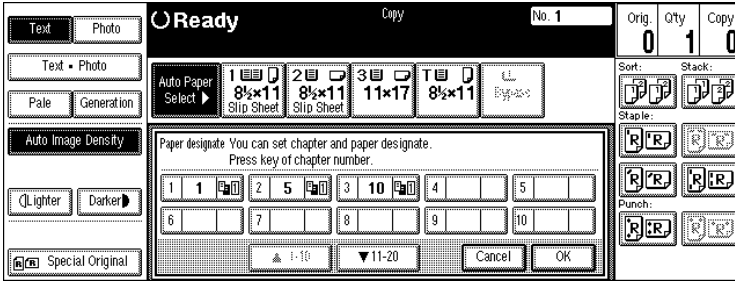 Text
Photo
Text • Photo
Pale
Generation
Auto Image Density
Lighter
Darker
Special Original
Ready
Copy
No. 1
Auto Paper
Select ▶
1
8½×11
Slip Sheet
2
8½×11
Slip Sheet
3
11×17
T
8½×11
Bypass
Paper designate You can set chapter and paper designate.
Press key of chapter number.
1 1
2 5
3 10
4
5
6
7
8
9
10
▲ 1-10
▼11-20
Cancel
OK
Orig. Q'ty Copy
0 1 0
Sort: Stack:
Staple:
Punch: